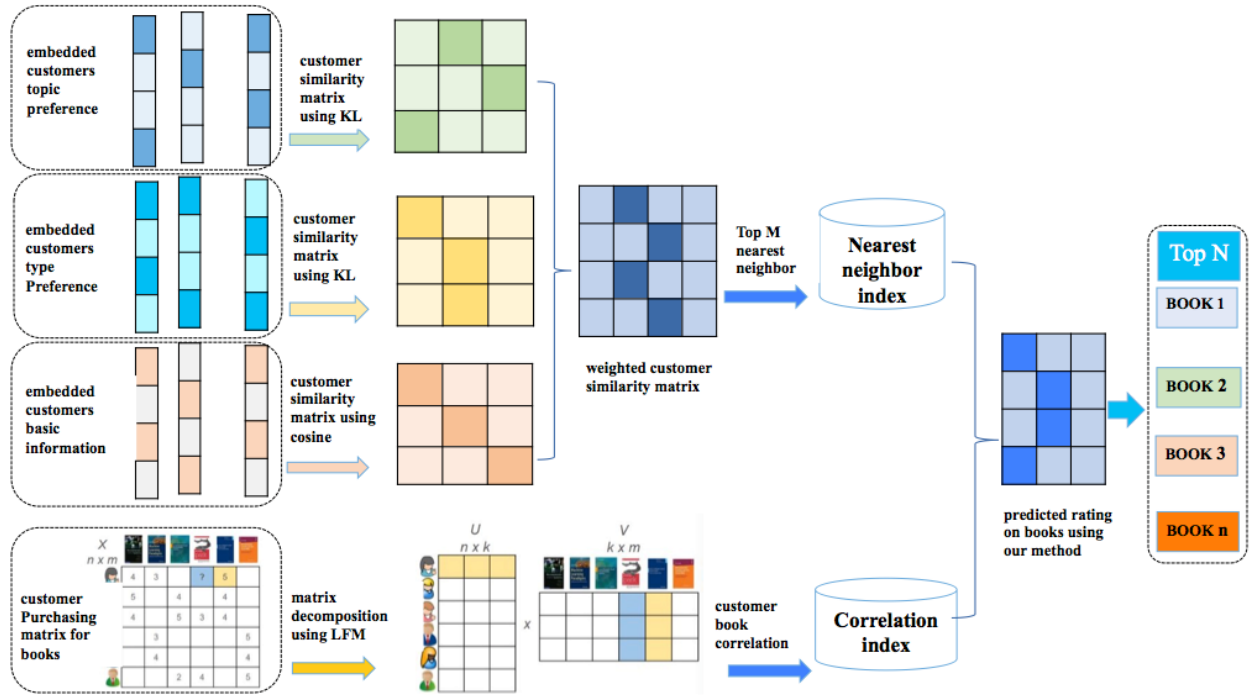 embedded
customers
topic
preference
customer
similarity
matrix
using KL
embedded
customers
type
Preference
customer
similarity
matrix
using KL
embedded
customers
basic
information
customer
similarity
matrix using
cosine
weighted customer
similarity matrix
Top M
nearest
neighbor
Nearest
neighbor
index
customer
Purchasing
matrix for
books
X
n x m
4 3 ? 5
5 4 4
4 5 3 4
3 5
4 4
2 4 5
matrix
decomposition
using LFM
U
n x k
x
V
k x m
customer
book
correlation
Correlation
index
predicted rating
on books using
our method
Top N
BOOK 1
BOOK 2
BOOK 3
BOOK n